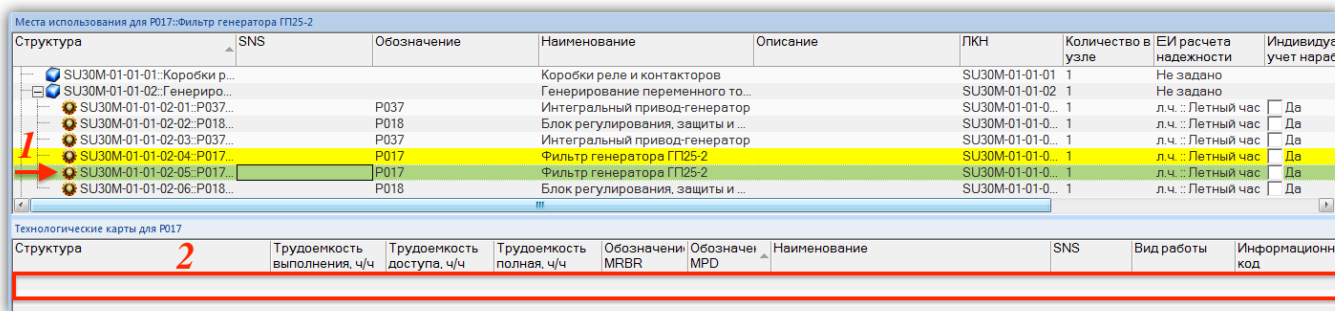 Места использования для P017::Фильтр генератора ГП25-2
Структура SNS Обозначение Наименование Описание ЛКН Количество в узле ЕИ расчета надежности Индивидуа учет нараб
SU30M-01-01-01::Коробки р... Коробки реле и контакторов SU30M-01-01-01 1 Не задано
SU30M-01-01-02::Генериро... Генерирование переменного то... SU30M-01-01-02 1 Не задано
SU30M-01-01-02-01::P037... P037 Интегральный привод-генератор SU30M-01-01-0... 1 л.ч. :: Летный час Да
SU30M-01-01-02-02::P018... P018 Блок регулирования, защиты и ... SU30M-01-01-0... 1 л.ч. :: Летный час Да
SU30M-01-01-02-03::P037... P037 Интегральный привод-генератор SU30M-01-01-0... 1 л.ч. :: Летный час Да
1
SU30M-01-01-02-04::P017... P017 Фильтр генератора ГП25-2 SU30M-01-01-0... 1 л.ч. :: Летный час Да
SU30M-01-01-02-05::P017... P017 Фильтр генератора ГП25-2 SU30M-01-01-0... 1 л.ч. :: Летный час Да
SU30M-01-01-02-06::P018... P018 Блок регулирования, защиты и ... SU30M-01-01-0... 1 л.ч. :: Летный час Да
Технологические карты для P017
Структура 2 Трудоемкость выполнения, ч/ч Трудоемкость доступа, ч/ч Трудоемкость полная, ч/ч Обозначени MRBR Обозначен MPD Наименование SNS Вид работы Информационн код